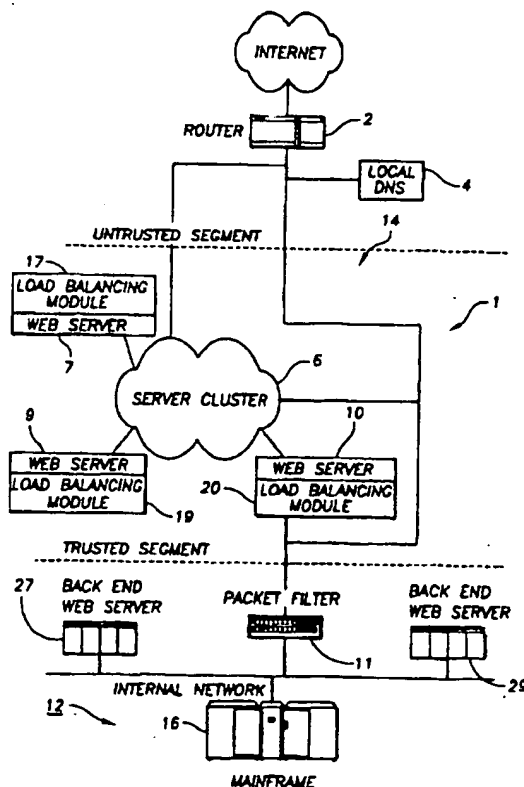 INTERNET
ROUTER
2
LOCAL
DNS
4
UNTRUSTED SEGMENT
14
17
LOAD BALANCING
MODULE
WEB SERVER
7
1
6
SERVER CLUSTER
9
WEB SERVER
LOAD BALANCING
MODULE
19
10
WEB SERVER
20
LOAD BALANCING
MODULE
TRUSTED SEGMENT
27
BACK END
WEB SERVER
PACKET FILTER
11
BACK END
WEB SERVER
29
INTERNAL NETWORK
12
16
MAINFRAME